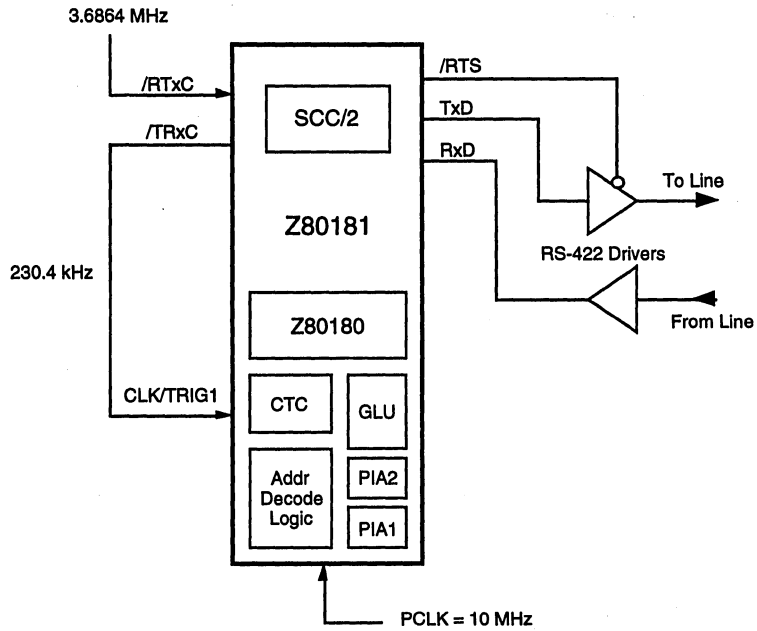 3.6864 MHz
/RTxC
/TRxC
230.4 kHz
CLK/TRIG1
SCC/2
Z80181
Z80180
CTC
GLU
Addr
Decode
Logic
PIA2
PIA1
/RTS
TxD
RxD
To Line
RS-422 Drivers
From Line
PCLK = 10 MHz